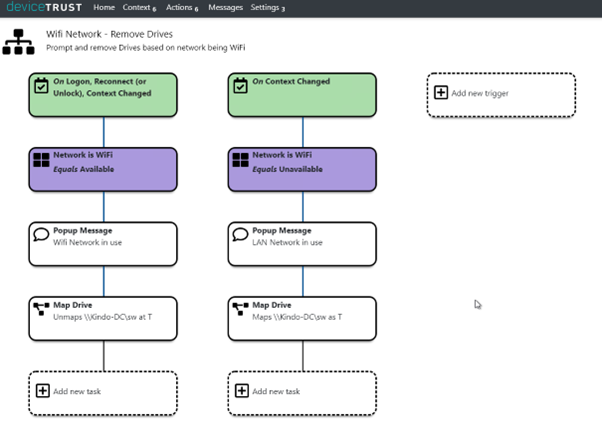 deviceTRUST Home Context 6 Actions 6 Messages Settings 3
Wifi Network - Remove Drives
Prompt and remove Drives based on network being WiFi
On Logon, Reconnect (or
Unlock), Context Changed
On Context Changed
Add new trigger
Network is WiFi
Equals Available
Network is WiFi
Equals Unavailable
Popup Message
Wifi Network in use
Popup Message
LAN Network in use
Map Drive
Unmaps \\Kindo-DC\sw at T
Map Drive
Maps \\Kindo-DC\sw as T
Add new task
Add new task